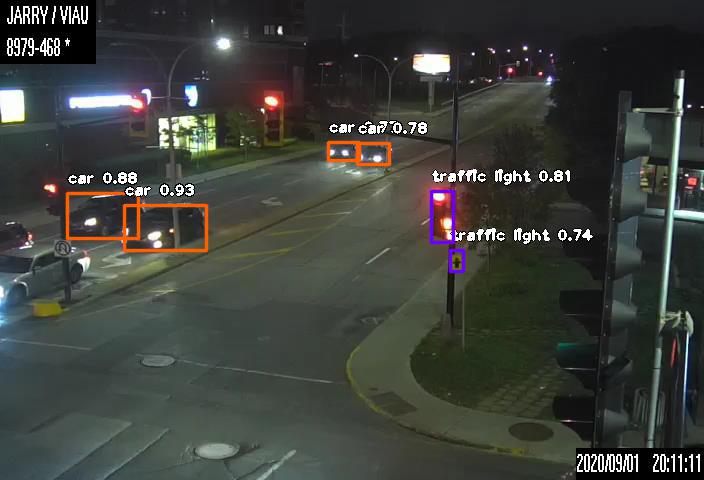 JARRY / VIAU
8979-468 *
car 0.78
car 0.88
car 0.93
traffic light 0.81
traffic light 0.74
2020/09/01 20:11:11